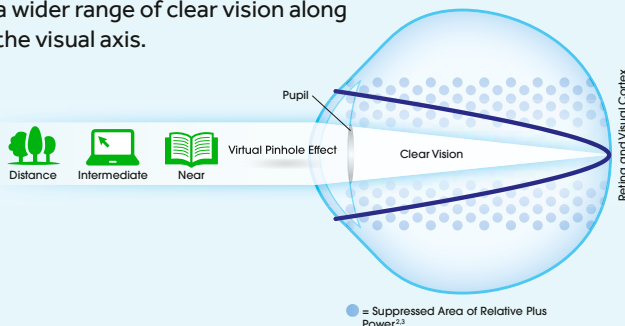 a wider range of clear vision along
the visual axis.
Pupil
Distance
Intermediate
Near
Virtual Pinhole Effect
Clear Vision
Retina and Visual Cortex
= Suppressed Area of Relative Plus
Power2,3